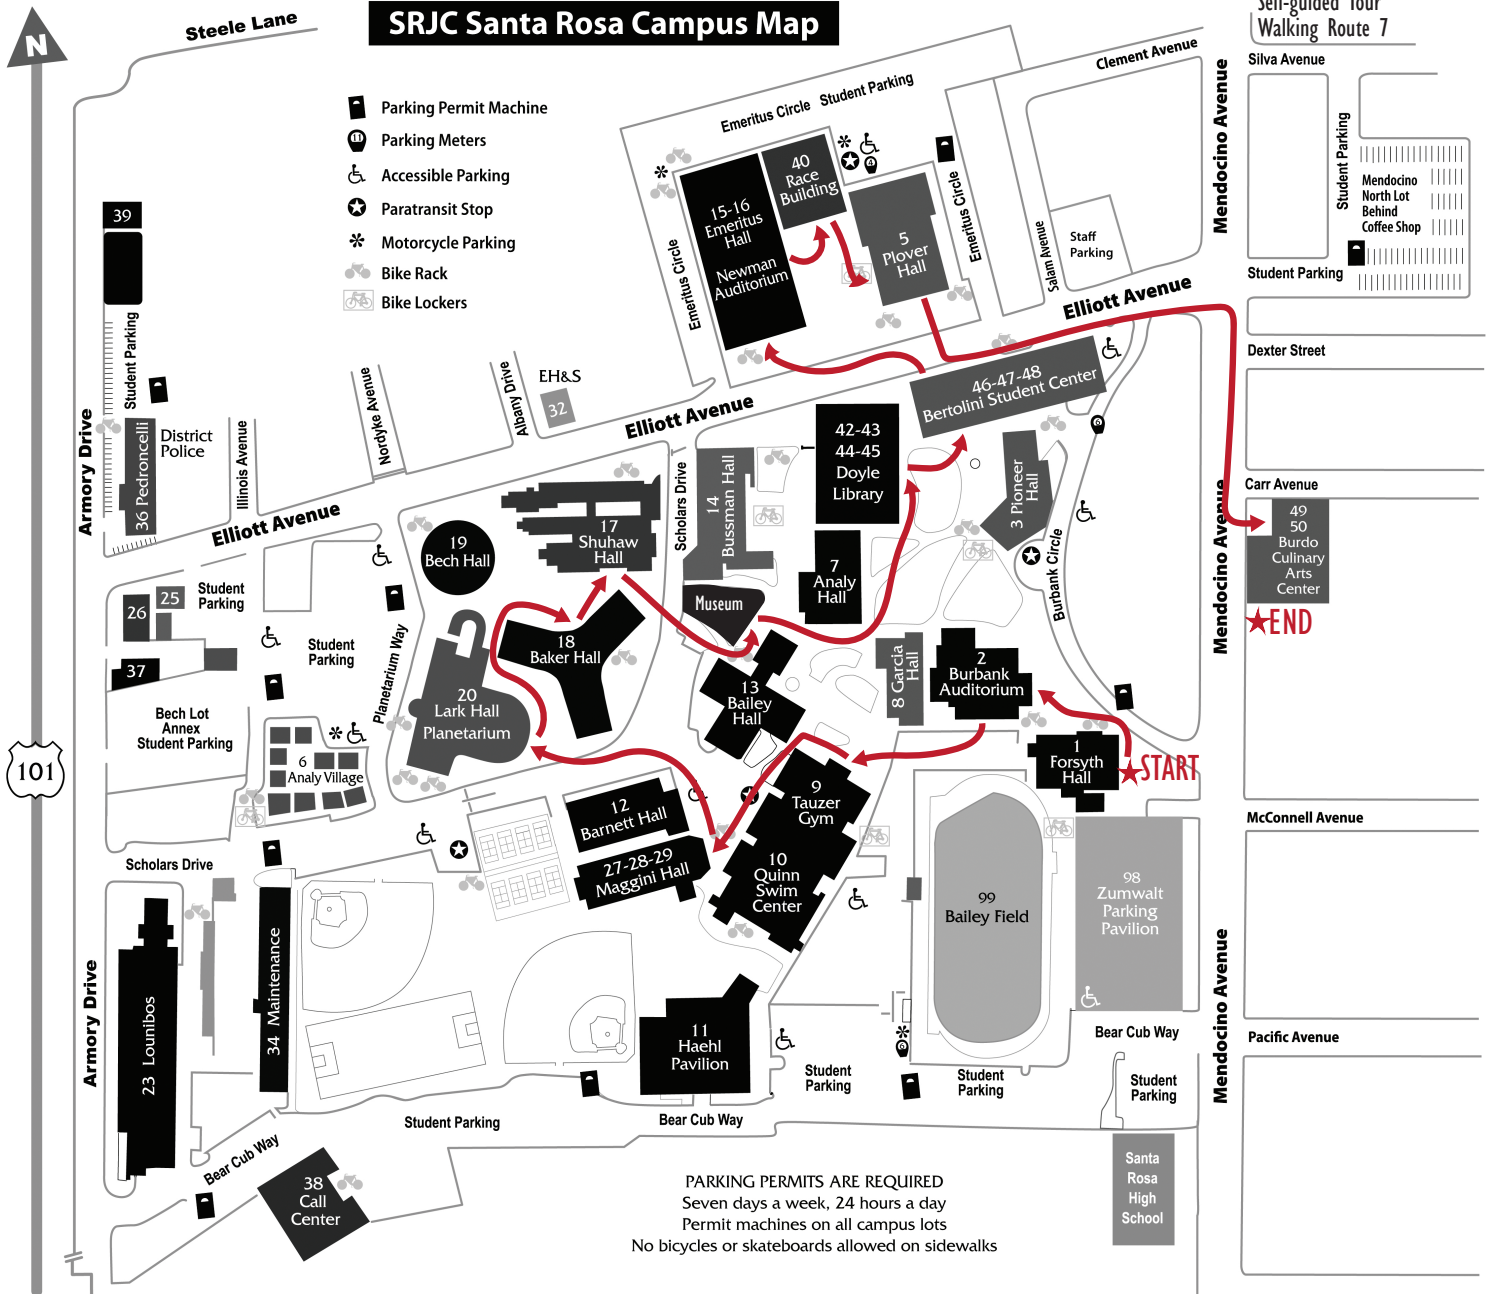 SRJC Santa Rosa Campus Map
Self-guided Tour
Walking Route 7
Steele Lane
N
Parking Permit Machine
11
Parking Meters
Accessible Parking
Paratransit Stop
Motorcycle Parking
Bike Rack
Bike Lockers
Clement Avenue
Silva Avenue
Emeritus Circle
Student Parking
Mendocino Avenue
Student Parking
Mendocino
North Lot
Behind
Coffee Shop
Student Parking
15-16
Emeritus
Hall
Newman
Auditorium
40
Race
Building
5
Plover
Hall
Emeritus Circle
Emeritus Circle
Salam Avenue
Staff
Parking
Elliott Avenue
Dexter Street
39
Student Parking
Armory Drive
36 Pedroncelli
District
Police
Illinois Avenue
Nordyke Avenue
Albany Drive
EH&S
32
Elliott Avenue
Elliott Avenue
46-47-48
Bertolini Student Center
42-43
44-45
Doyle
Library
6
3 Pioneer
Hall
Carr Avenue
Mendocino Avenue
49
50
Burdo
Culinary
Arts
Center
END
Scholars Drive
14
Bussman Hall
17
Shuhaw
Hall
19
Bech Hall
7
Analy
Hall
Museum
Burbank Circle
Student
Parking
25
26
37
Student
Parking
Planetarium Way
18
Baker Hall
20
Lark Hall
Planetarium
13
Bailey
Hall
8 Garcia
Hall
2
Burbank
Auditorium
1
Forsyth
Hall
START
Bech Lot
Annex
Student Parking
101
6
Analy Village
9
Tauzer
Gym
12
Barnett Hall
27-28-29
Maggini Hall
10
Quinn
Swim
Center
McConnell Avenue
Scholars Drive
99
Bailey Field
98
Zumwalt
Parking
Pavilion
Armory Drive
23 Lounibos
34 Maintenance
11
Haehl
Pavilion
6
Mendocino Avenue
Bear Cub Way
Pacific Avenue
Student
Parking
Student
Parking
Student
Parking
Student Parking
Bear Cub Way
Bear Cub Way
38
Call
Center
Santa
Rosa
High
School
PARKING PERMITS ARE REQUIRED
Seven days a week, 24 hours a day
Permit machines on all campus lots
No bicycles or skateboards allowed on sidewalks